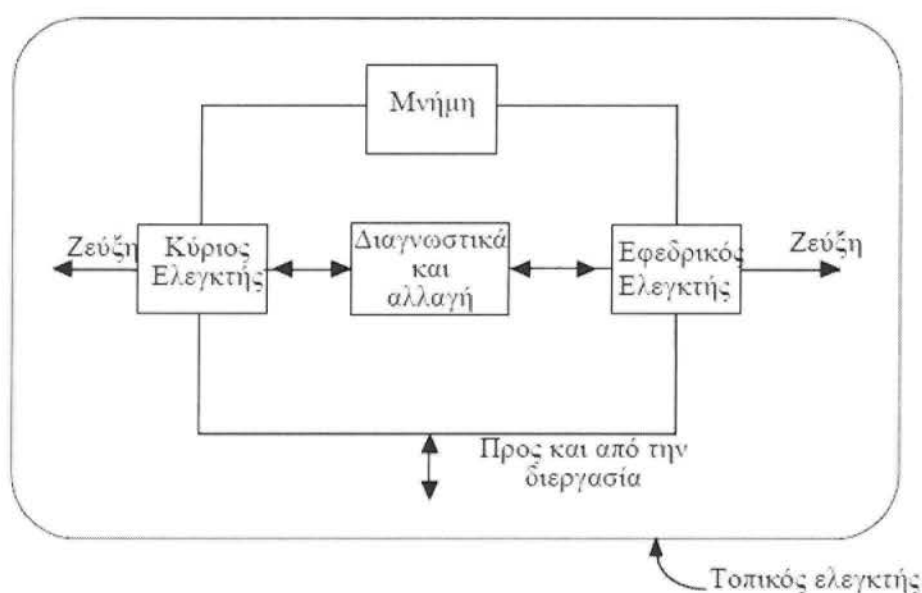 Μνήμη
Ζεύξη
Κύριος
Ελεγκτής
Διαγνωστικά
και
αλλαγή
Εφεδρικός
Ελεγκτής
Ζεύξη
Προς και από την
διεργασία
Τοπικός ελεγκτής